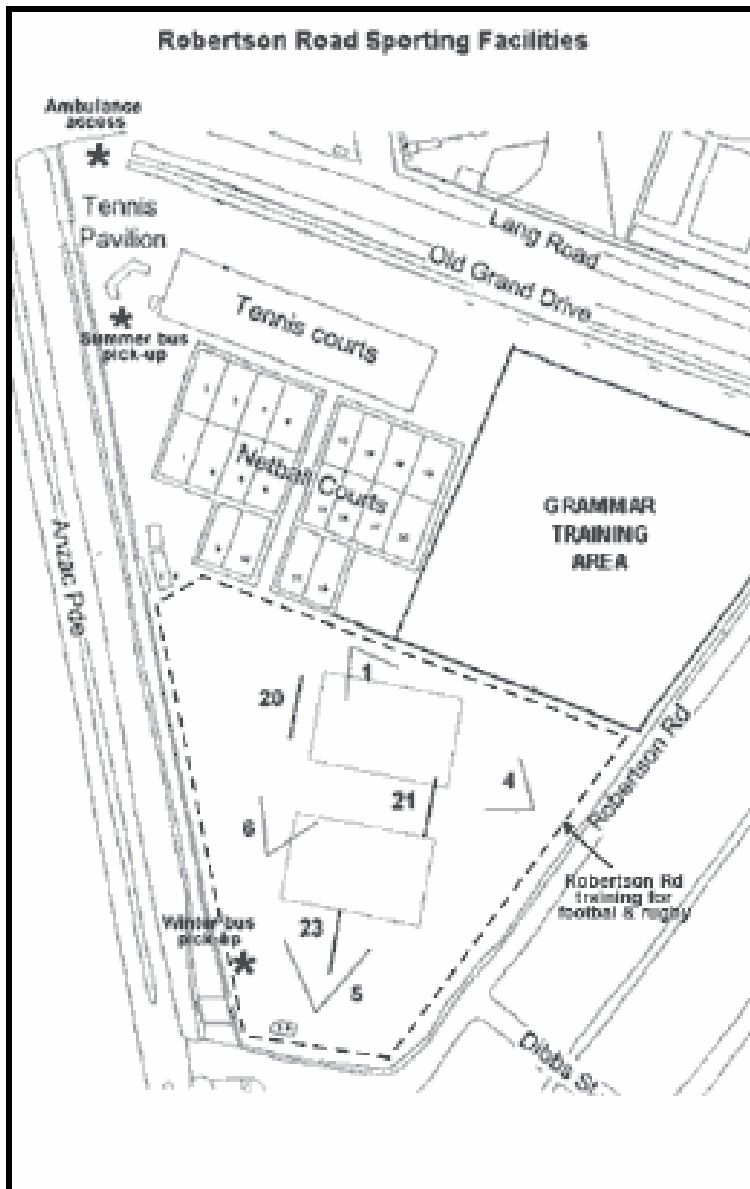 Robertson Road Sporting Facilities
Ambulance
access
Tennis
Pavilion
Lang Road
Old Grand Drive
Summer bus
pick-up
Tennis courts
Netball Courts
GRAMMAR
TRAINING
AREA
Anzac Pde
1
20
4
21
6
Robertson Rd
Robertson Rd
training for
footbal & rugby
Winter bus
pick-up
23
5
Dibbs St